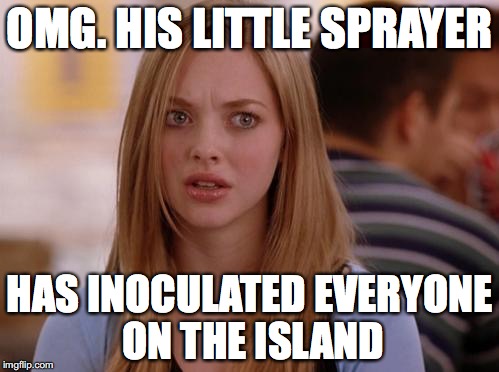 OMG. HIS LITTLE SPRAYER
HAS INOCULATED EVERYONE
ON THE ISLAND
imgflip.com